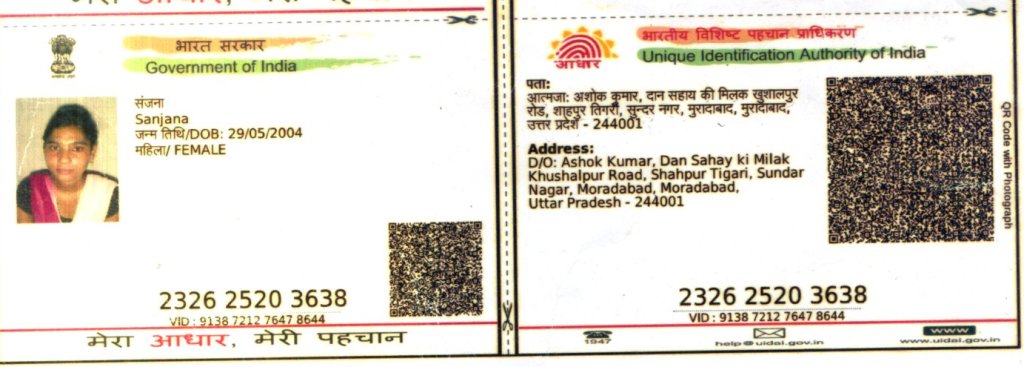 भारत सरकार
Government of India
संजना
Sanjana
जन्म तिथि/DOB: 29/05/2004
महिला/ FEMALE
2326 2520 3638
VID : 9138 7212 7647 8644
मेरा आधार, मेरी पहचान
भारतीय विशिष्ट पहचान प्राधिकरण
Unique Identification Authority of India
आधार
पता:
आत्मजा: अशोक कुमार, दान सहाय की मिलक खुशालपुर
रोड, शाहपुर तिगरी, सुन्दर नगर, मुरादाबाद, मुरादाबाद,
उत्तर प्रदेश - 244001
Address:
D/O: Ashok Kumar, Dan Sahay ki Milak
Khushalpur Road, Shahpur Tigari, Sundar
Nagar, Moradabad, Moradabad,
Uttar Pradesh - 244001
QR Code with Photograph
2326 2520 3638
VID : 9138 7212 7647 8644
1947
help@uidai.gov.in
www
www.uidai.gov.in